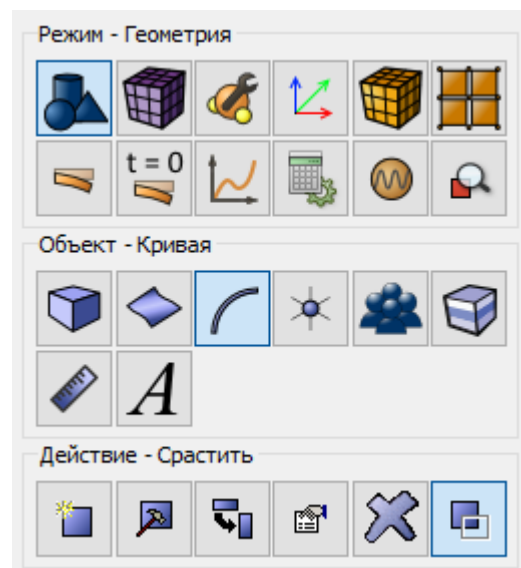 Режим - Геометрия
t = 0
Объект - Кривая
A
Действие - Срастить